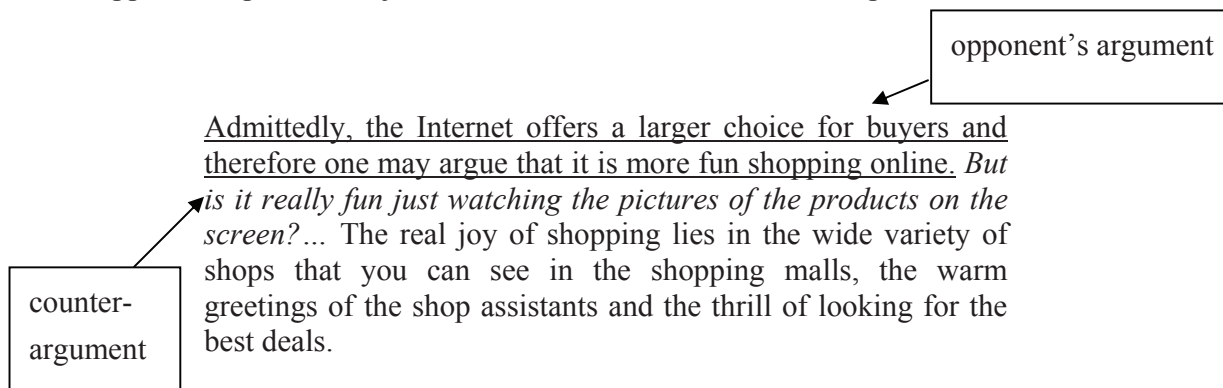 opponent's argument
Admittedly, the Internet offers a larger choice for buyers and
therefore one may argue that it is more fun shopping online. But
is it really fun just watching the pictures of the products on the
screen?… The real joy of shopping lies in the wide variety of
shops that you can see in the shopping malls, the warm
greetings of the shop assistants and the thrill of looking for the
best deals.
counter-
argument